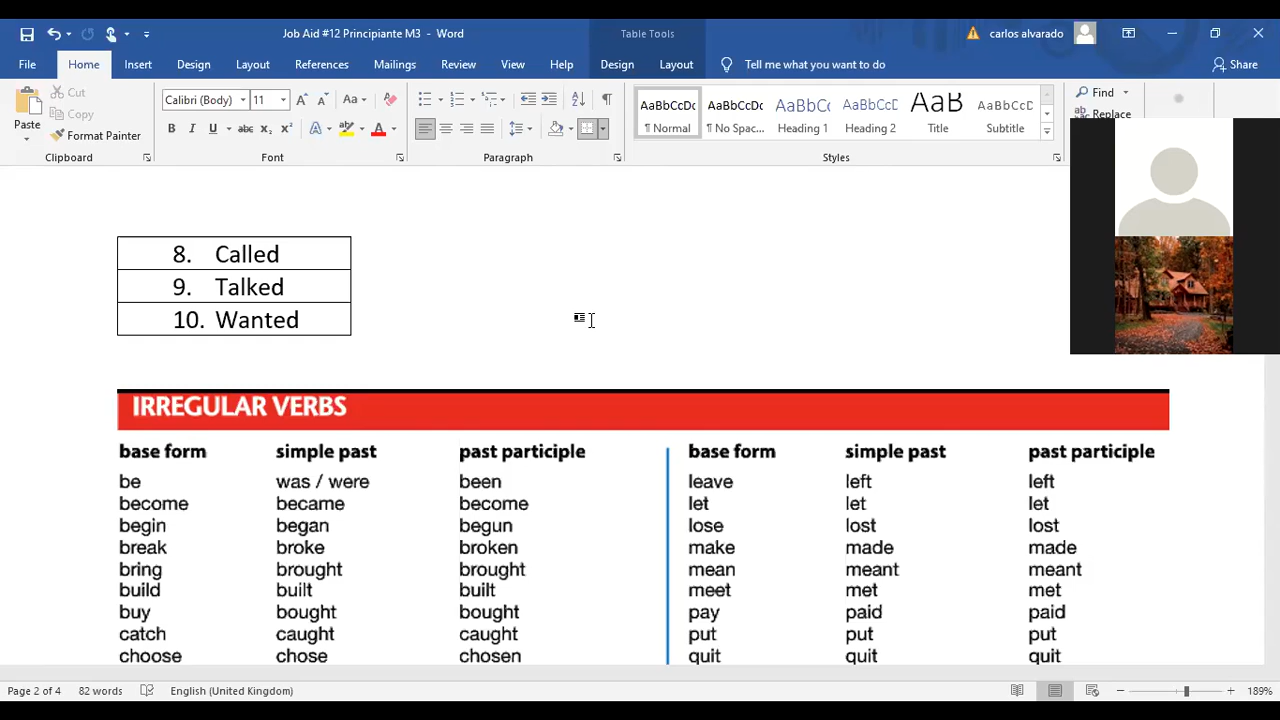 Job Aid #12 Principiante M3 - Word
Table Tools
carlos alvarado
File Home Insert Design Layout References Mailings Review View Help Design Layout Tell me what you want to do Share
Paste
Cut
Copy
Format Painter
Clipboard
Calibri (Body) 11
Font
Paragraph
AaBbCcDc AaBbCcDc AaBbCc AaBbCcD AaB AaBbCcD
¶ Normal ¶ No Spac... Heading 1 Heading 2 Title Subtitle
Styles
Find
Replace
8. Called
9. Talked
10. Wanted
IRREGULAR VERBS
base form simple past past participle base form simple past past participle
be was / were been leave left left
become became become let let let
begin began begun lose lost lost
break broke broken make made made
bring brought brought mean meant meant
build built built meet met met
buy bought bought pay paid paid
catch caught caught put put put
choose chose chosen quit quit quit
Page 2 of 4 82 words English (United Kingdom) 189%